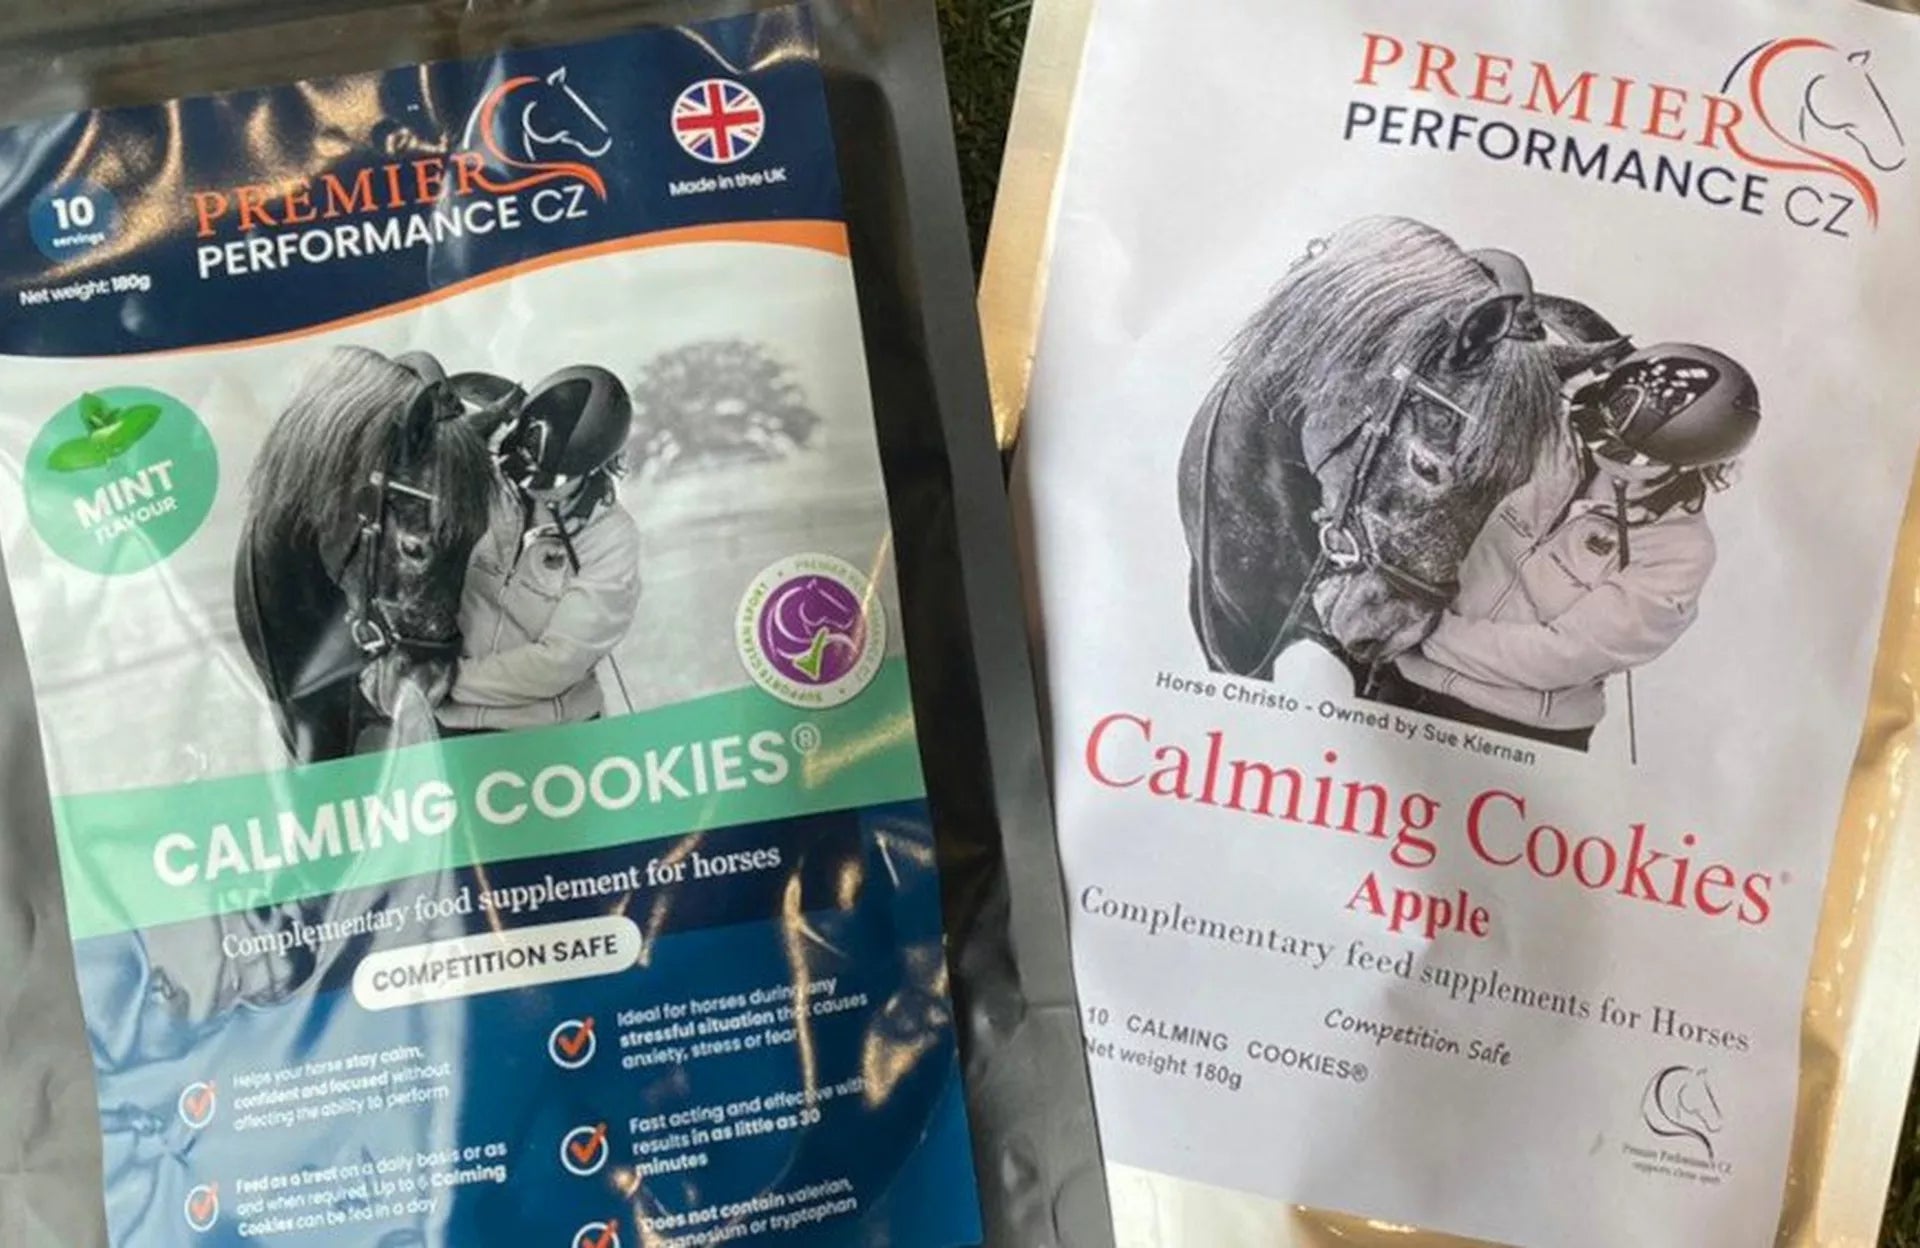 PREMIER
PERFORMANCE CZ
10
servings
Net weight: 180g
Made in the UK
MINT
FLAVOUR
CALMING COOKIES®
Complementary food supplement for horses
COMPETITION SAFE
Helps your horse stay calm,
confident and focused without
affecting the ability to perform
Feed as a treat on a daily basis or as
and when required. Up to 6 Calming
Cookies can be fed in a day
Ideal for horses during any
stressful situation that causes
anxiety, stress or fear
Fast acting and effective with
results in as little as 30
minutes
Does not contain valerian,
magnesium or tryptophan
PREMIER
PERFORMANCE CZ
Horse Christo - Owned by Sue Kiernan
Calming Cookies®
Apple
Complementary feed supplements for Horses
Competition Safe
10 CALMING COOKIES®
Net weight 180g
Premier Performance CZ
supports clean sport